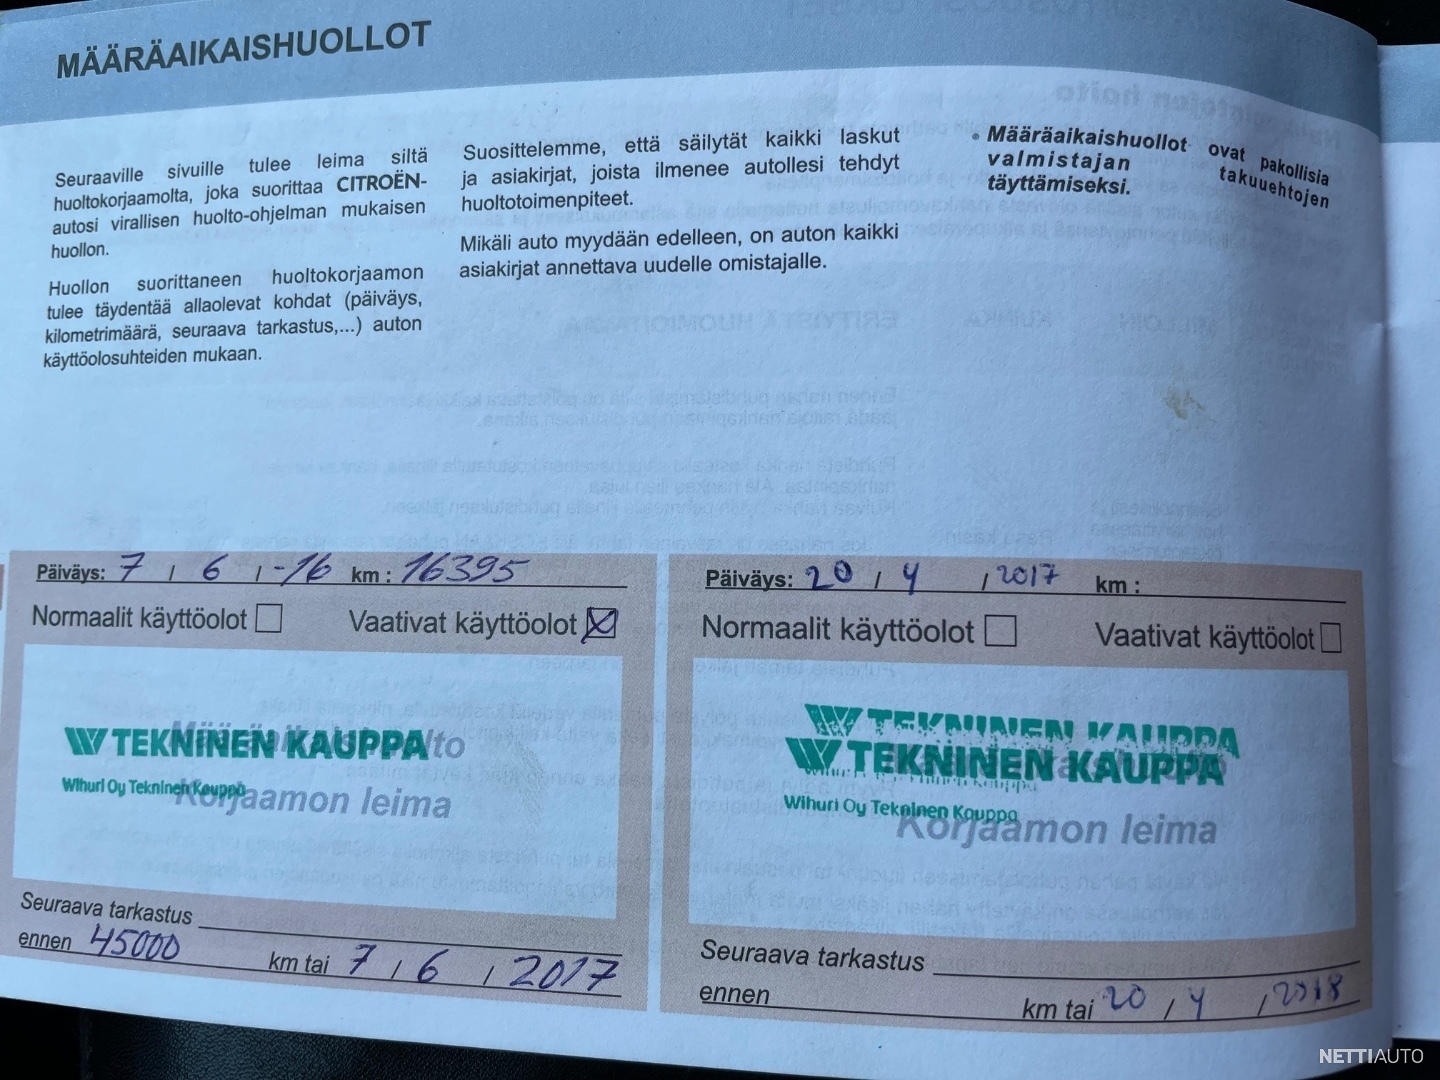 MÄÄRÄAIKAISHUOLLOT
Seuraaville sivuille tulee leima siltä
huoltokorjaamolta, joka suorittaa CITROËN-
autosi virallisen huolto-ohjelman mukaisen
huollon.
Huollon suorittaneen huoltokorjaamon
tulee täydentää allaolevat kohdat (päiväys,
kilometrimäärä, seuraava tarkastus,...) auton
käyttöolosuhteiden mukaan.
Suosittelemme, että säilytät kaikki laskut
ja asiakirjat, joista ilmenee autollesi tehdyt
huoltotoimenpiteet.
Mikäli auto myydään edelleen, on auton kaikki
asiakirjat annettava uudelle omistajalle.
• Määräaikaishuollot ovat pakollisia
valmistajan takuuehtojen
täyttämiseksi.
Päiväys: 7 / 6 / -16 km : 16395
Normaalit käyttöolot Vaativat käyttöolot
TEKNINEN KAUPPA
Wihuri Oy Tekninen Kauppa
Korjaamon leima
Seuraava tarkastus
ennen 45000 km tai 7 / 6 / 2017
Päiväys: 20 / 4 / 2017 km :
Normaalit käyttöolot Vaativat käyttöolot
TEKNINEN KAUPPA
TEKNINEN KAUPPA
Wihuri Oy Tekninen Kauppa
Korjaamon leima
Seuraava tarkastus
ennen km tai 20 / 4 / 2018
NETTIAUTO